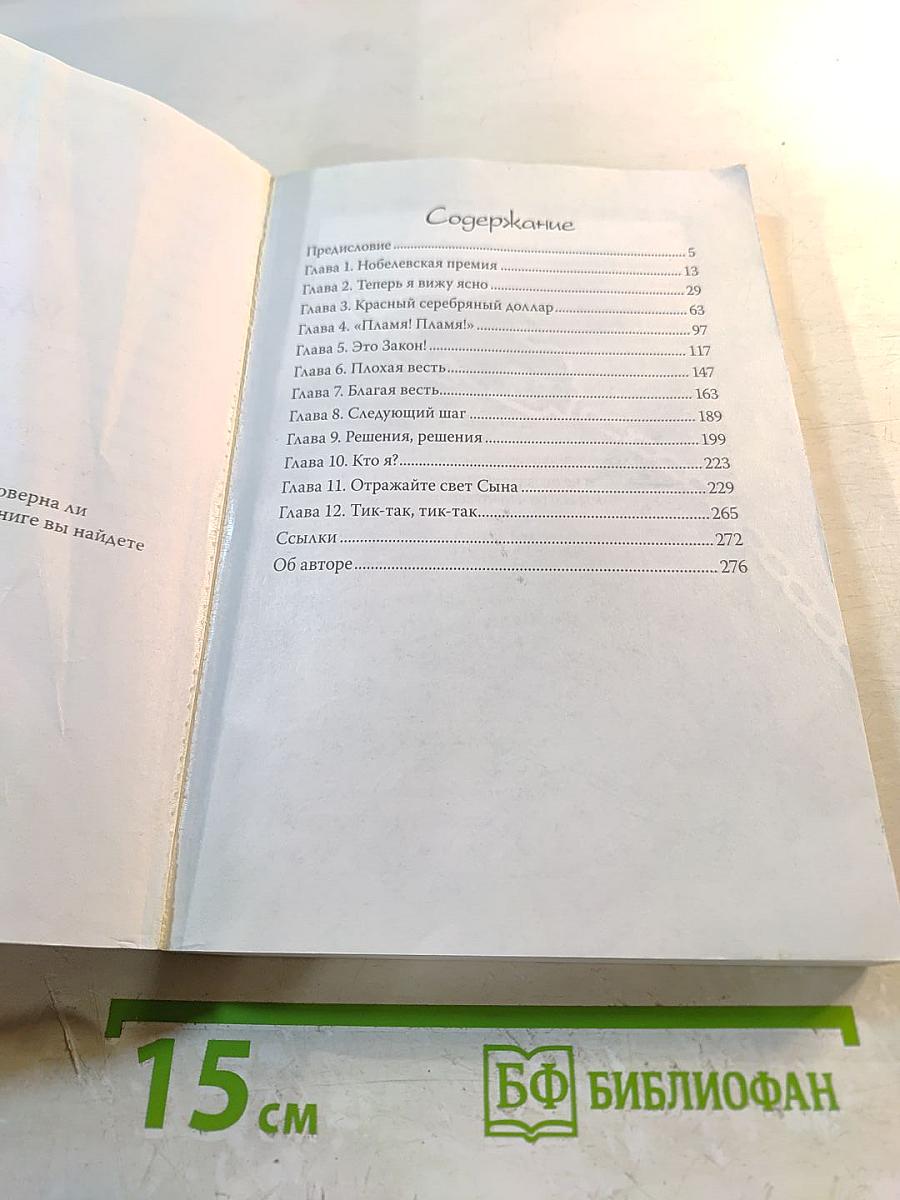 оверна ли
ниге вы найдете
Содержание
Предисловие........5
Глава 1. Нобелевская премия........13
Глава 2. Теперь я вижу ясно........29
Глава 3. Красный серебряный доллар........63
Глава 4. «Пламя! Пламя!»........97
Глава 5. Это Закон!........117
Глава 6. Плохая весть........147
Глава 7. Благая весть........163
Глава 8. Следующий шаг........189
Глава 9. Решения, решения........199
Глава 10. Кто я?........223
Глава 11. Отражайте свет Сына........229
Глава 12. Тик-так, тик-так........265
Ссылки........272
Об авторе........276
15 см
БФ БИБЛИОФАН